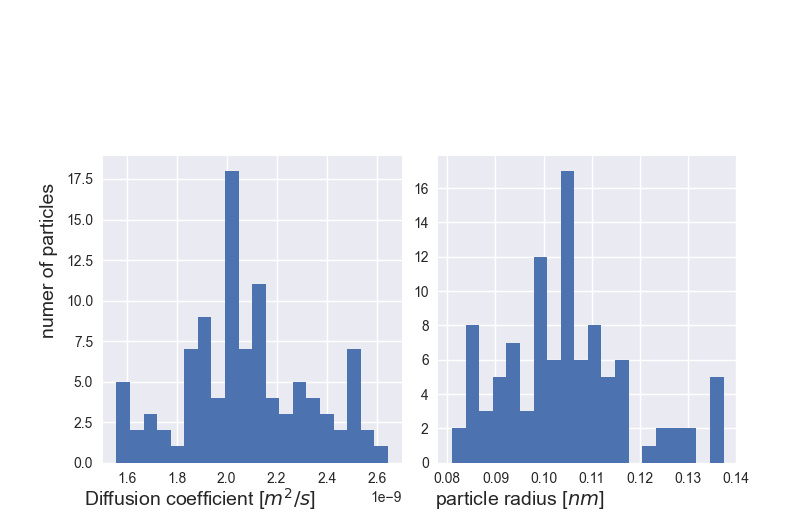 numer of particles
17.5
15.0
12.5
10.0
7.5
5.0
2.5
0.0
1.6 1.8 2.0 2.2 2.4 2.6
1e−9
Diffusion coefficient [m²/s]
16
14
12
10
8
6
4
2
0
0.08 0.09 0.10 0.11 0.12 0.13 0.14
particle radius [nm]